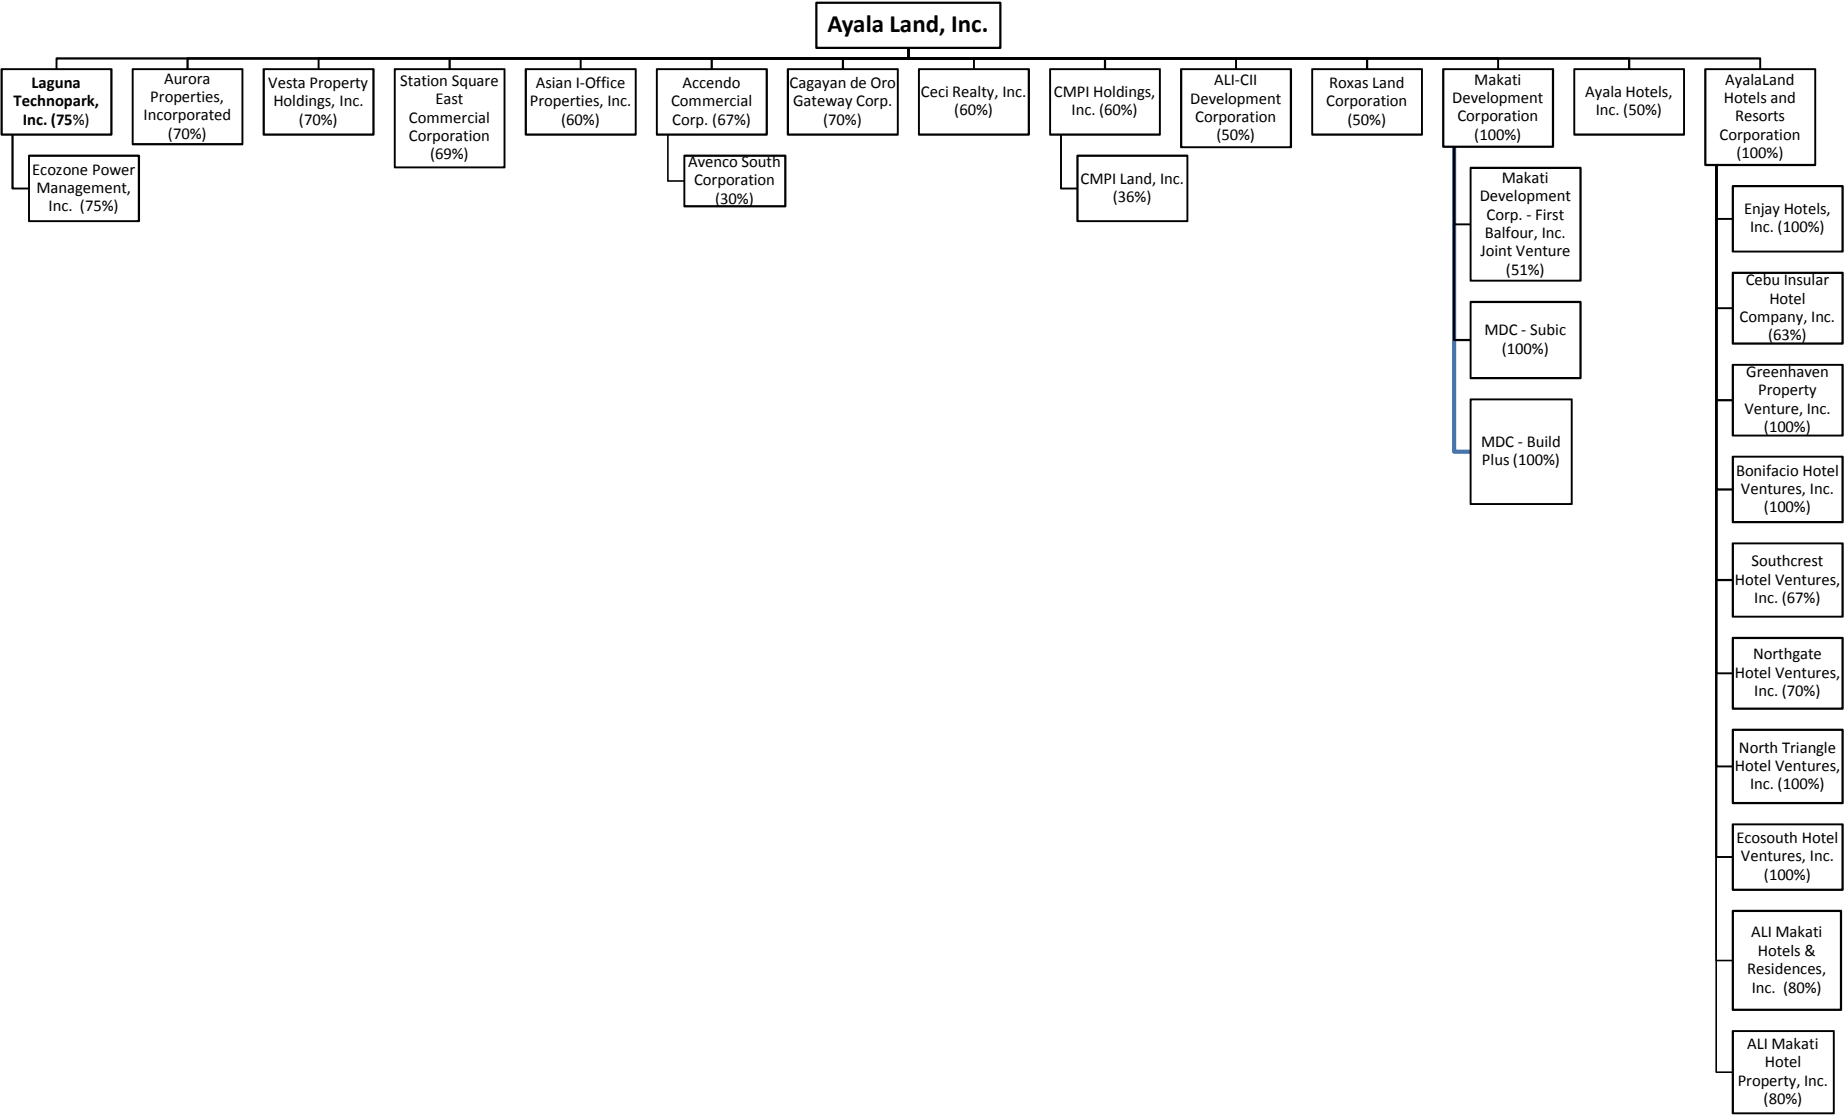 Ayala Land, Inc.
Laguna
Technopark,
Inc. (75%)
Ecozone Power
Management,
Inc. (75%)
Aurora
Properties,
Incorporated
(70%)
Vesta Property
Holdings, Inc.
(70%)
Station Square
East
Commercial
Corporation
(69%)
Asian I-Office
Properties, Inc.
(60%)
Accendo
Commercial
Corp. (67%)
Avenco South
Corporation
(30%)
Cagayan de Oro
Gateway Corp.
(70%)
Ceci Realty, Inc.
(60%)
CMPI Holdings,
Inc. (60%)
CMPI Land, Inc.
(36%)
ALI-CII
Development
Corporation
(50%)
Roxas Land
Corporation
(50%)
Makati
Development
Corporation
(100%)
Makati
Development
Corp. - First
Balfour, Inc.
Joint Venture
(51%)
MDC - Subic
(100%)
MDC - Build
Plus (100%)
Ayala Hotels,
Inc. (50%)
AyalaLand
Hotels and
Resorts
Corporation
(100%)
Enjay Hotels,
Inc. (100%)
Cebu Insular
Hotel
Company, Inc.
(63%)
Greenhaven
Property
Venture, Inc.
(100%)
Bonifacio Hotel
Ventures, Inc.
(100%)
Southcrest
Hotel Ventures,
Inc. (67%)
Northgate
Hotel Ventures,
Inc. (70%)
North Triangle
Hotel Ventures,
Inc. (100%)
Ecosouth Hotel
Ventures, Inc.
(100%)
ALI Makati
Hotels &
Residences,
Inc. (80%)
ALI Makati
Hotel
Property, Inc.
(80%)